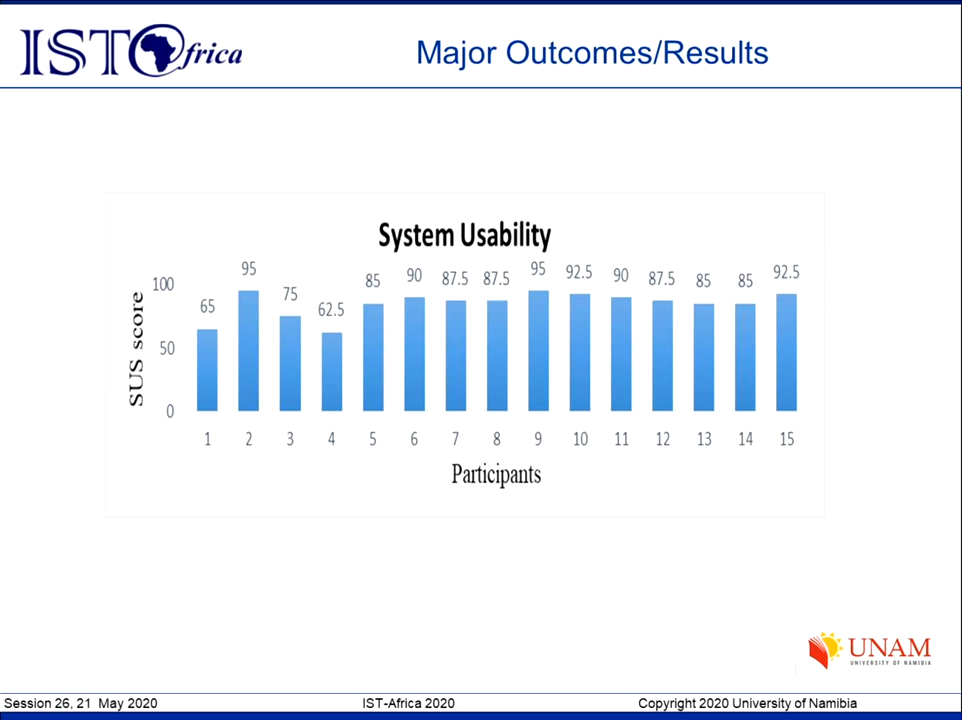 ISTAfrica
Major Outcomes/Results
System Usability
SUS score
100
50
0
65
95
75
62.5
85
90
87.5
87.5
95
92.5
90
87.5
85
85
92.5
1 2 3 4 5 6 7 8 9 10 11 12 13 14 15
Participants
UNAM
UNIVERSITY OF NAMIBIA
Session 26, 21 May 2020 IST-Africa 2020 Copyright 2020 University of Namibia